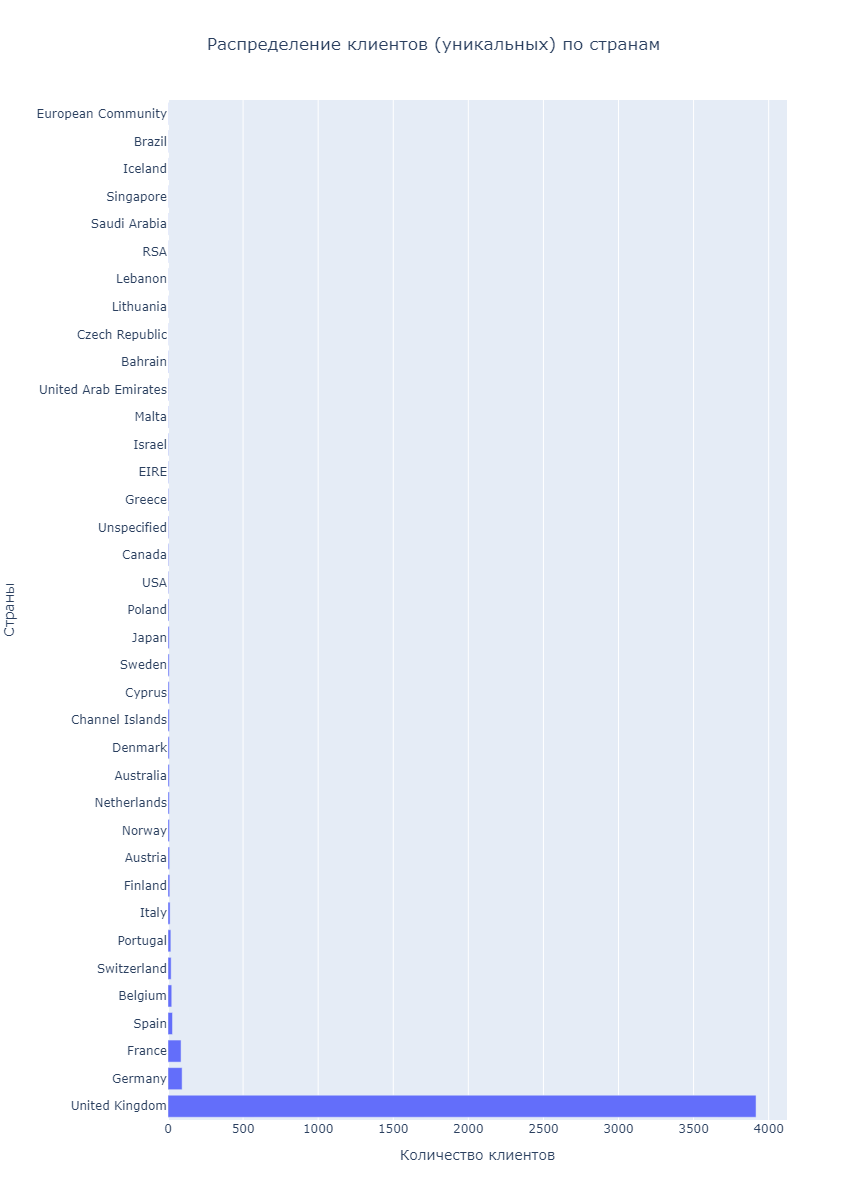 Распределение клиентов (уникальных) по странам
European Community
Brazil
Iceland
Singapore
Saudi Arabia
RSA
Lebanon
Lithuania
Czech Republic
Bahrain
United Arab Emirates
Malta
Israel
EIRE
Greece
Unspecified
Canada
USA
Poland
Japan
Sweden
Cyprus
Channel Islands
Denmark
Australia
Netherlands
Norway
Austria
Finland
Italy
Portugal
Switzerland
Belgium
Spain
France
Germany
United Kingdom
Страны
0 500 1000 1500 2000 2500 3000 3500 4000
Количество клиентов